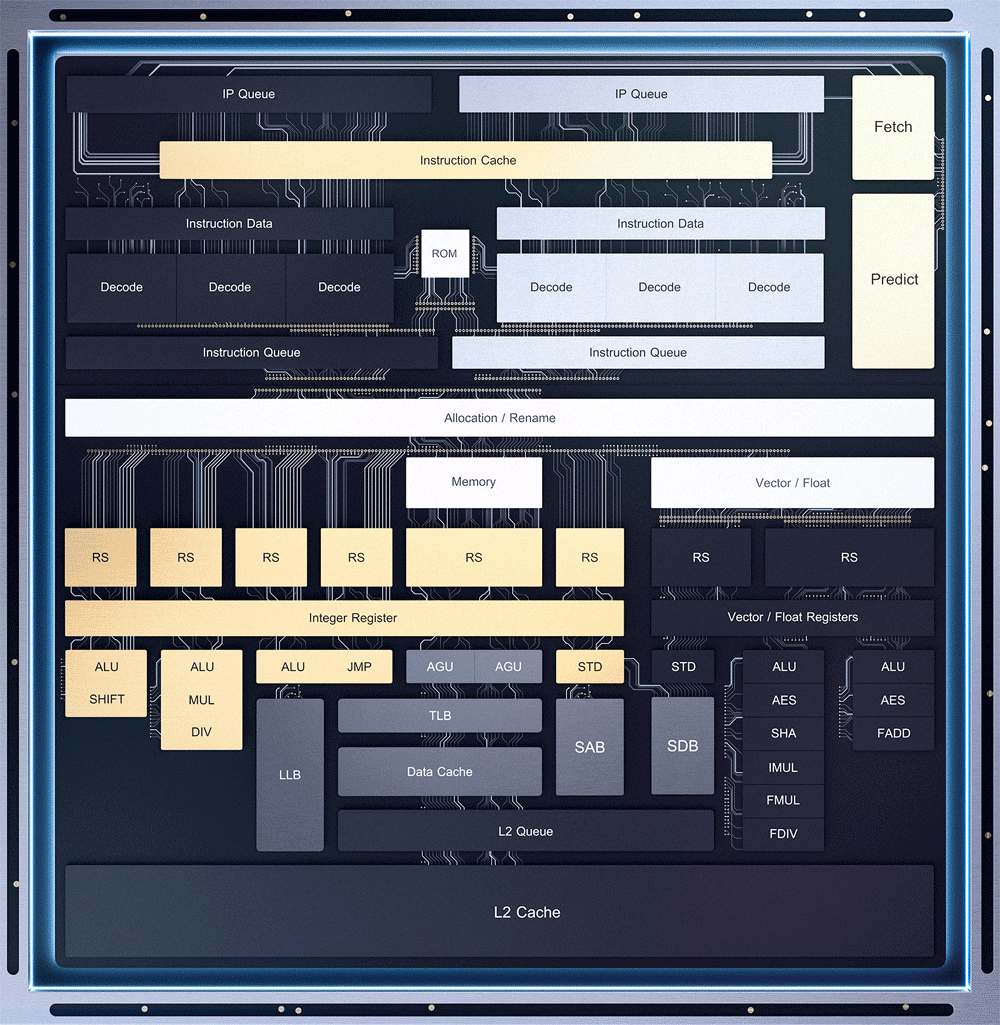 IP Queue
IP Queue
Fetch
Instruction Cache
Instruction Data
Instruction Data
ROM
Predict
Decode
Decode
Decode
Decode
Decode
Decode
Instruction Queue
Instruction Queue
Allocation / Rename
Memory
Vector / Float
RS
RS
RS
RS
RS
RS
RS
RS
Integer Register
Vector / Float Registers
ALU
SHIFT
ALU
MUL
DIV
ALU
JMP
AGU
AGU
STD
STD
ALU
AES
SHA
IMUL
FMUL
FDIV
ALU
AES
FADD
TLB
LLB
Data Cache
SAB
SDB
L2 Queue
L2 Cache